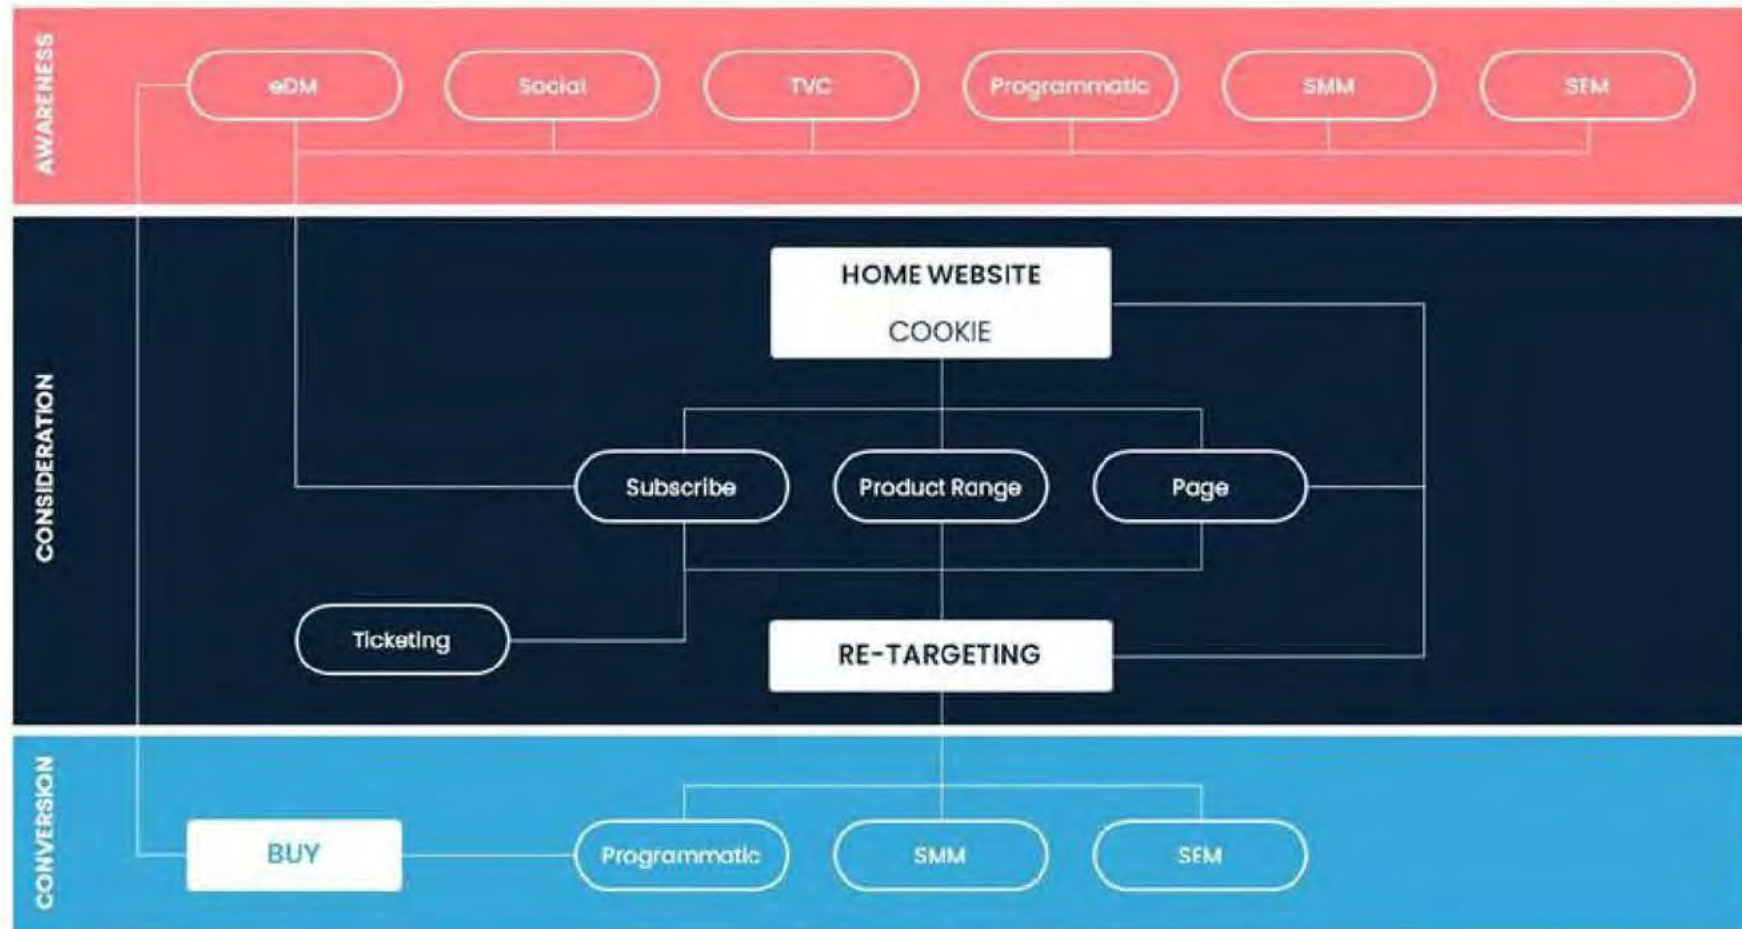 AWARENESS
eDM
Social
TVC
Programmatic
SMM
SEM
CONSIDERATION
HOME WEBSITE
COOKIE
Subscribe
Product Range
Page
Ticketing
RE-TARGETING
CONVERSION
BUY
Programmatic
SMM
SEM